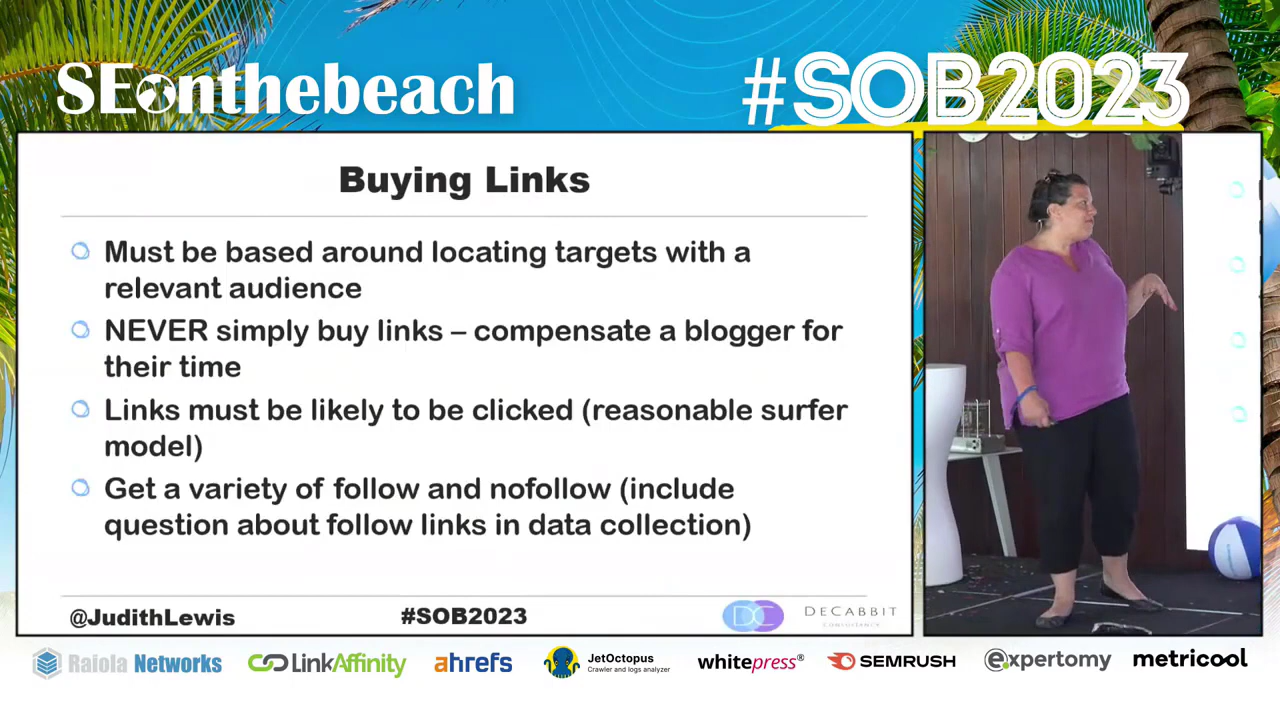 SEonthebeach
#SOB2023
Buying Links
Must be based around locating targets with a
relevant audience
NEVER simply buy links – compensate a blogger for
their time
Links must be likely to be clicked (reasonable surfer
model)
Get a variety of follow and nofollow (include
question about follow links in data collection)
@JudithLewis
#SOB2023
DC
DECABBIT
CONSULTANCY
Raiola Networks
LinkAffinity
ahrefs
JetOctopus
Crawler and logs analyzer
whitepress®
SEMRUSH
expertomy
metricool